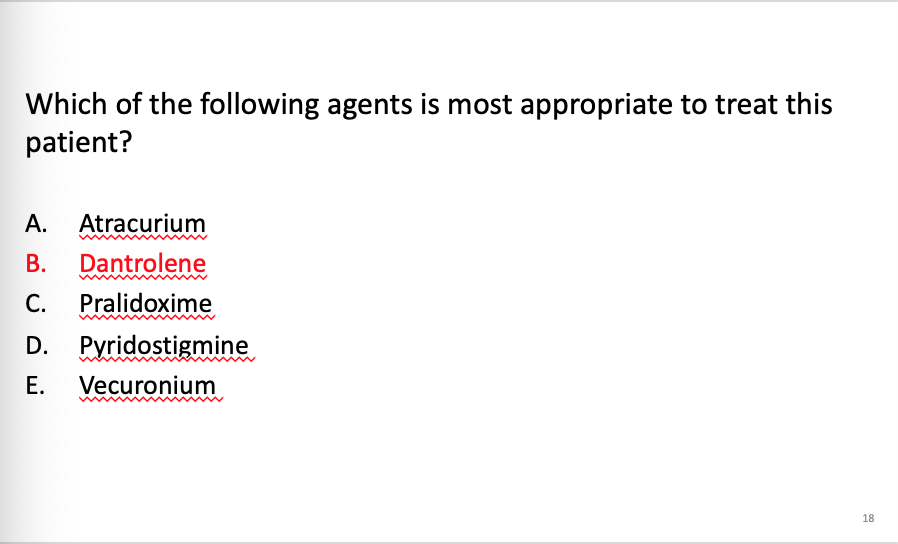 Which of the following agents is most appropriate to treat this
patient?
A. Atracurium
B. Dantrolene
C. Pralidoxime
D. Pyridostigmine
E. Vecuronium
18